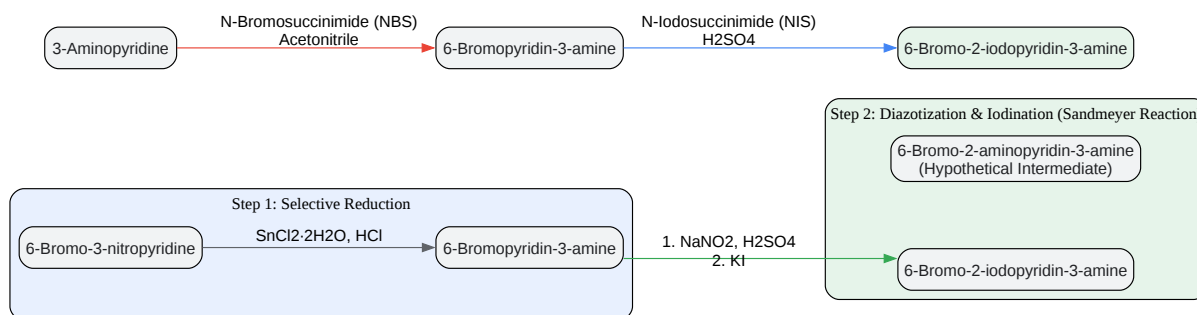 3-Aminopyridine
N-Bromosuccinimide (NBS)
Acetonitrile
6-Bromopyridin-3-amine
N-Iodosuccinimide (NIS)
H2SO4
6-Bromo-2-iodopyridin-3-amine
Step 2: Diazotization & Iodination (Sandmeyer Reaction
6-Bromo-2-aminopyridin-3-amine
(Hypothetical Intermediate)
Step 1: Selective Reduction
6-Bromo-3-nitropyridine
SnCl2·2H2O, HCl
6-Bromopyridin-3-amine
1. NaNO2, H2SO4
2. KI
6-Bromo-2-iodopyridin-3-amine